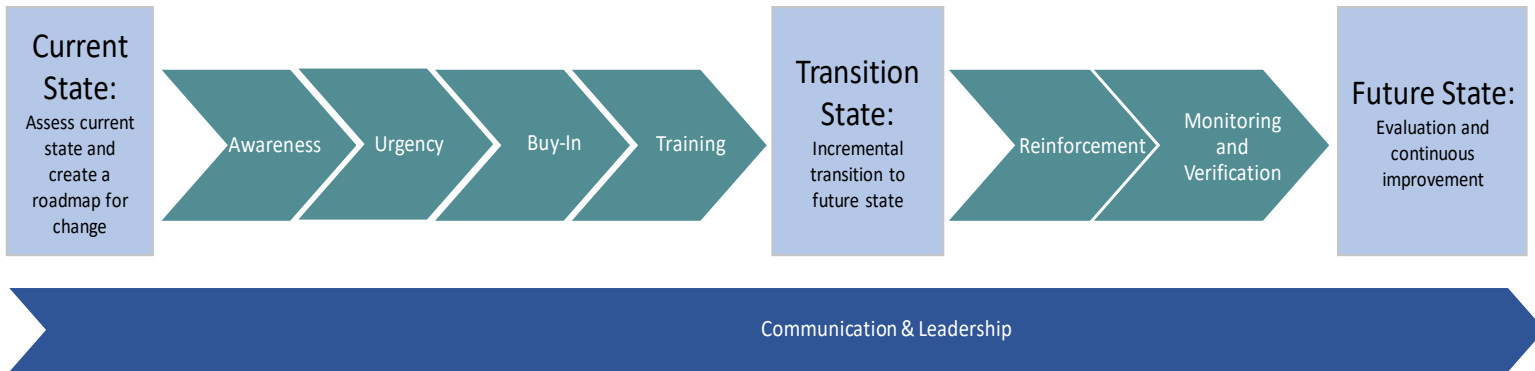 Current
State:
Assess current
state and
create a
roadmap for
change
Awareness
Urgency
Buy-In
Training
Transition
State:
Incremental
transition to
future state
Reinforcement
Monitoring
and
Verification
Future State:
Evaluation and
continuous
improvement
Communication & Leadership